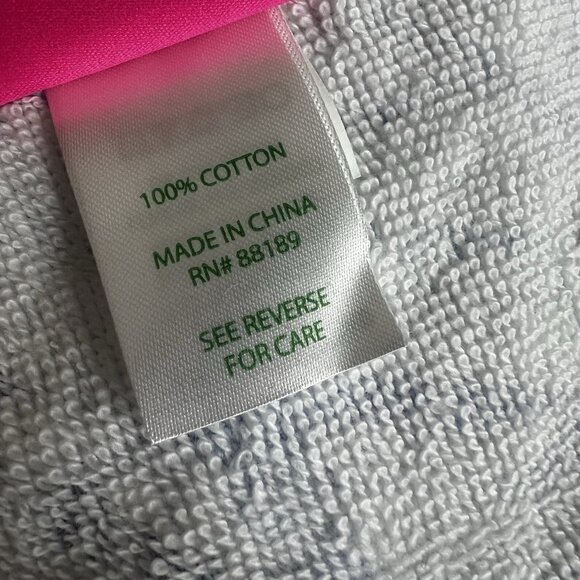 100% COTTON
MADE IN CHINA
RN# 88189
SEE REVERSE
FOR CARE